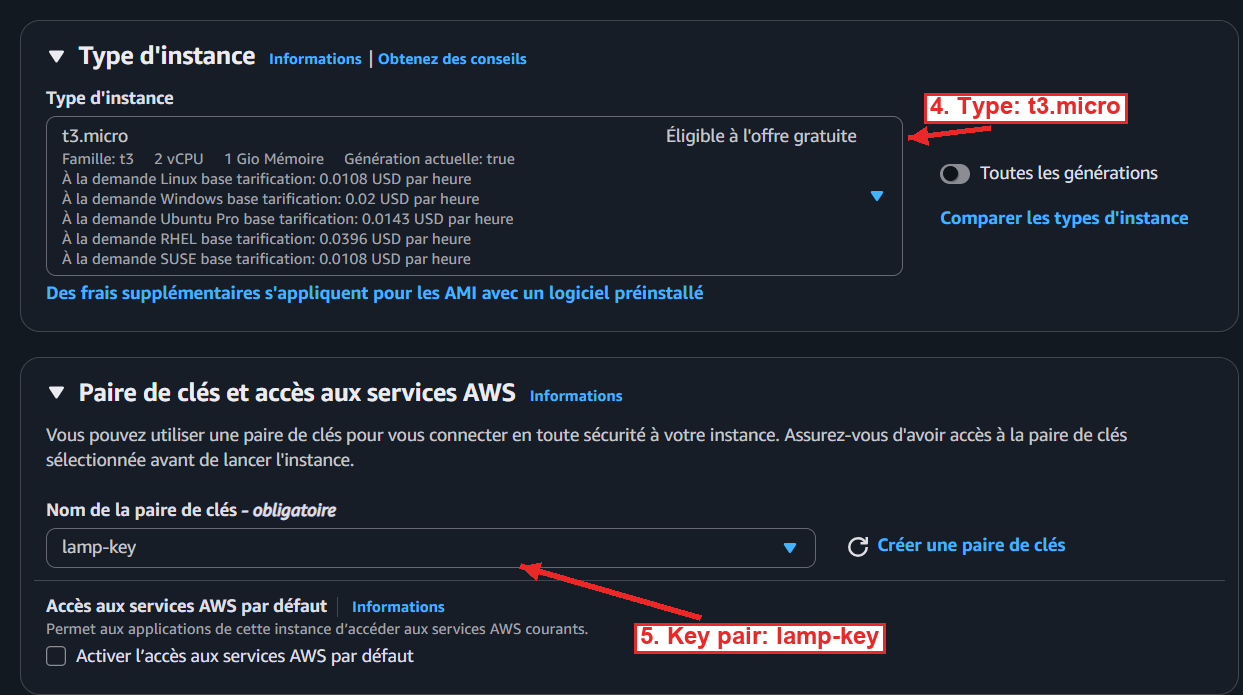 Type d'instance Informations | Obtenez des conseils
Type d'instance
4. Type: t3.micro
t3.micro Éligible à l'offre gratuite
Famille: t3 2 vCPU 1 Gio Mémoire Génération actuelle: true
À la demande Linux base tarification: 0.0108 USD par heure
À la demande Windows base tarification: 0.02 USD par heure
À la demande Ubuntu Pro base tarification: 0.0143 USD par heure
À la demande RHEL base tarification: 0.0396 USD par heure
À la demande SUSE base tarification: 0.0108 USD par heure
Toutes les générations
Comparer les types d'instance
Des frais supplémentaires s'appliquent pour les AMI avec un logiciel préinstallé
Paire de clés et accès aux services AWS Informations
Vous pouvez utiliser une paire de clés pour vous connecter en toute sécurité à votre instance. Assurez-vous d'avoir accès à la paire de clés
sélectionnée avant de lancer l'instance.
Nom de la paire de clés - obligatoire
lamp-key
Créer une paire de clés
Accès aux services AWS par défaut Informations
Permet aux applications de cette instance d’accéder aux services AWS courants.
5. Key pair: lamp-key
Activer l’accès aux services AWS par défaut